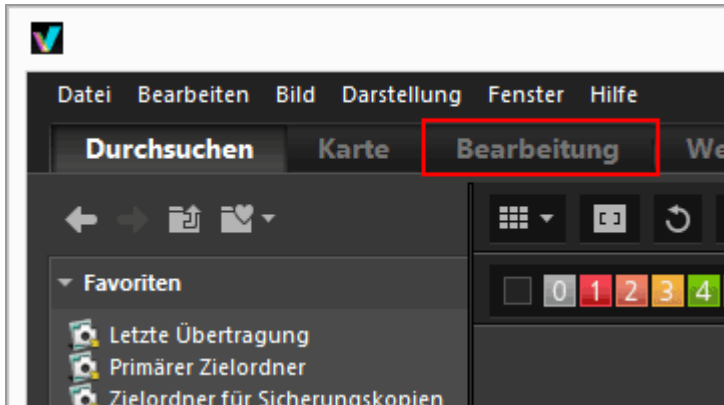 Datei Bearbeiten Bild Darstellung Fenster Hilfe
Durchsuchen Karte Bearbeitung
Favoriten
0 1 2 3 4
Letzte Übertragung
Primärer Zielordner
Zielordner für Sicherungskopien